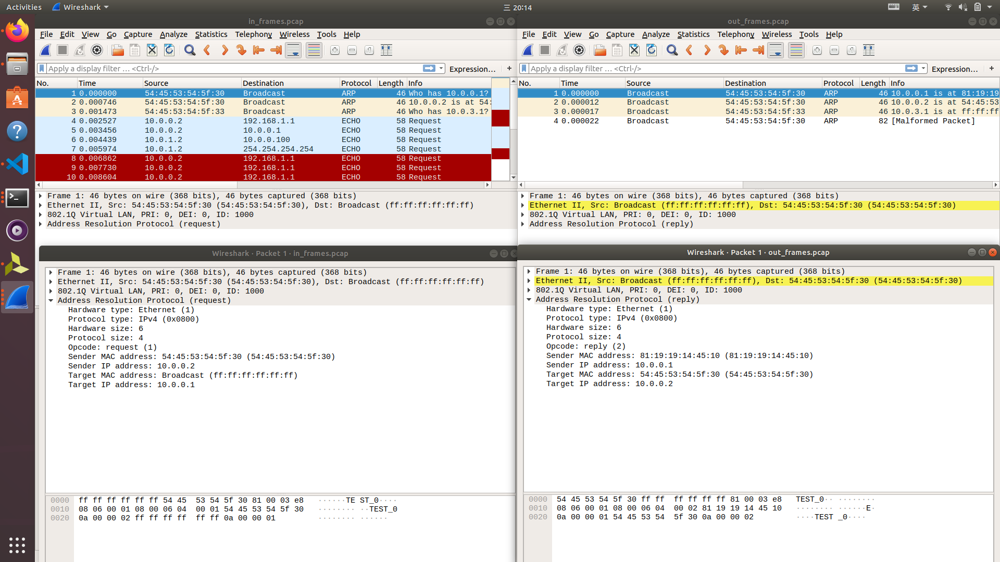 Activities Wireshark 三 20:14 英
in_frames.pcap
File Edit View Go Capture Analyze Statistics Telephony Wireless Tools Help
Apply a display filter … <Ctrl-/> Expression… +
No. Time Source Destination Protocol Length Info
1 0.000000 54:45:53:54:5f:30 Broadcast ARP 46 Who has 10.0.0.1?
2 0.000746 54:45:53:54:5f:30 Broadcast ARP 46 10.0.0.2 is at 54:
3 0.001473 54:45:53:54:5f:33 Broadcast ARP 46 Who has 10.0.3.1?
4 0.002527 10.0.0.2 192.168.1.1 ECHO 58 Request
5 0.003456 10.0.0.2 10.0.0.1 ECHO 58 Request
6 0.004439 10.0.1.2 10.0.0.100 ECHO 58 Request
7 0.005974 10.0.1.2 254.254.254.254 ECHO 58 Request
8 0.006862 10.0.0.2 192.168.1.1 ECHO 58 Request
9 0.007730 10.0.0.2 192.168.1.1 ECHO 58 Request
10 0.008604 10.0.0.2 192.168.1.1 ECHO 58 Request
Frame 1: 46 bytes on wire (368 bits), 46 bytes captured (368 bits)
Ethernet II, Src: 54:45:53:54:5f:30 (54:45:53:54:5f:30), Dst: Broadcast (ff:ff:ff:ff:ff:ff)
802.1Q Virtual LAN, PRI: 0, DEI: 0, ID: 1000
Address Resolution Protocol (request)
Wireshark · Packet 1 · in_frames.pcap
Frame 1: 46 bytes on wire (368 bits), 46 bytes captured (368 bits)
Ethernet II, Src: 54:45:53:54:5f:30 (54:45:53:54:5f:30), Dst: Broadcast (ff:ff:ff:ff:ff:ff)
802.1Q Virtual LAN, PRI: 0, DEI: 0, ID: 1000
Address Resolution Protocol (request)
Hardware type: Ethernet (1)
Protocol type: IPv4 (0x0800)
Hardware size: 6
Protocol size: 4
Opcode: request (1)
Sender MAC address: 54:45:53:54:5f:30 (54:45:53:54:5f:30)
Sender IP address: 10.0.0.2
Target MAC address: Broadcast (ff:ff:ff:ff:ff:ff)
Target IP address: 10.0.0.1
0000 ff ff ff ff ff ff 54 45 53 54 5f 30 81 00 03 e8 ······TE ST_0····
0010 08 06 00 01 08 00 06 04 00 01 54 45 53 54 5f 30 ········ ··TEST_0
0020 0a 00 00 02 ff ff ff ff ff ff 0a 00 00 01 ········ ······
out_frames.pcap
File Edit View Go Capture Analyze Statistics Telephony Wireless Tools Help
Apply a display filter … <Ctrl-/> Expression… +
No. Time Source Destination Protocol Length Info
1 0.000000 Broadcast 54:45:53:54:5f:30 ARP 46 10.0.0.1 is at 81:19:19
2 0.000012 Broadcast 54:45:53:54:5f:30 ARP 46 10.0.0.2 is at 54:45:53
3 0.000017 Broadcast 54:45:53:54:5f:33 ARP 46 10.0.3.1 is at ff:ff:ff
4 0.000022 Broadcast 54:45:53:54:5f:30 ARP 82 [Malformed Packet]
Frame 1: 46 bytes on wire (368 bits), 46 bytes captured (368 bits)
Ethernet II, Src: Broadcast (ff:ff:ff:ff:ff:ff), Dst: 54:45:53:54:5f:30 (54:45:53:54:5f:30)
802.1Q Virtual LAN, PRI: 0, DEI: 0, ID: 1000
Address Resolution Protocol (reply)
Wireshark · Packet 1 · out_frames.pcap
Frame 1: 46 bytes on wire (368 bits), 46 bytes captured (368 bits)
Ethernet II, Src: Broadcast (ff:ff:ff:ff:ff:ff), Dst: 54:45:53:54:5f:30 (54:45:53:54:5f:30)
802.1Q Virtual LAN, PRI: 0, DEI: 0, ID: 1000
Address Resolution Protocol (reply)
Hardware type: Ethernet (1)
Protocol type: IPv4 (0x0800)
Hardware size: 6
Protocol size: 4
Opcode: reply (2)
Sender MAC address: 81:19:19:14:45:10 (81:19:19:14:45:10)
Sender IP address: 10.0.0.1
Target MAC address: 54:45:53:54:5f:30 (54:45:53:54:5f:30)
Target IP address: 10.0.0.2
0000 54 45 53 54 5f 30 ff ff ff ff ff ff 81 00 03 e8 TEST_0·· ········
0010 08 06 00 01 08 00 06 04 00 02 81 19 19 14 45 10 ········ ······E·
0020 0a 00 00 01 54 45 53 54 5f 30 0a 00 00 02 ····TEST _0····